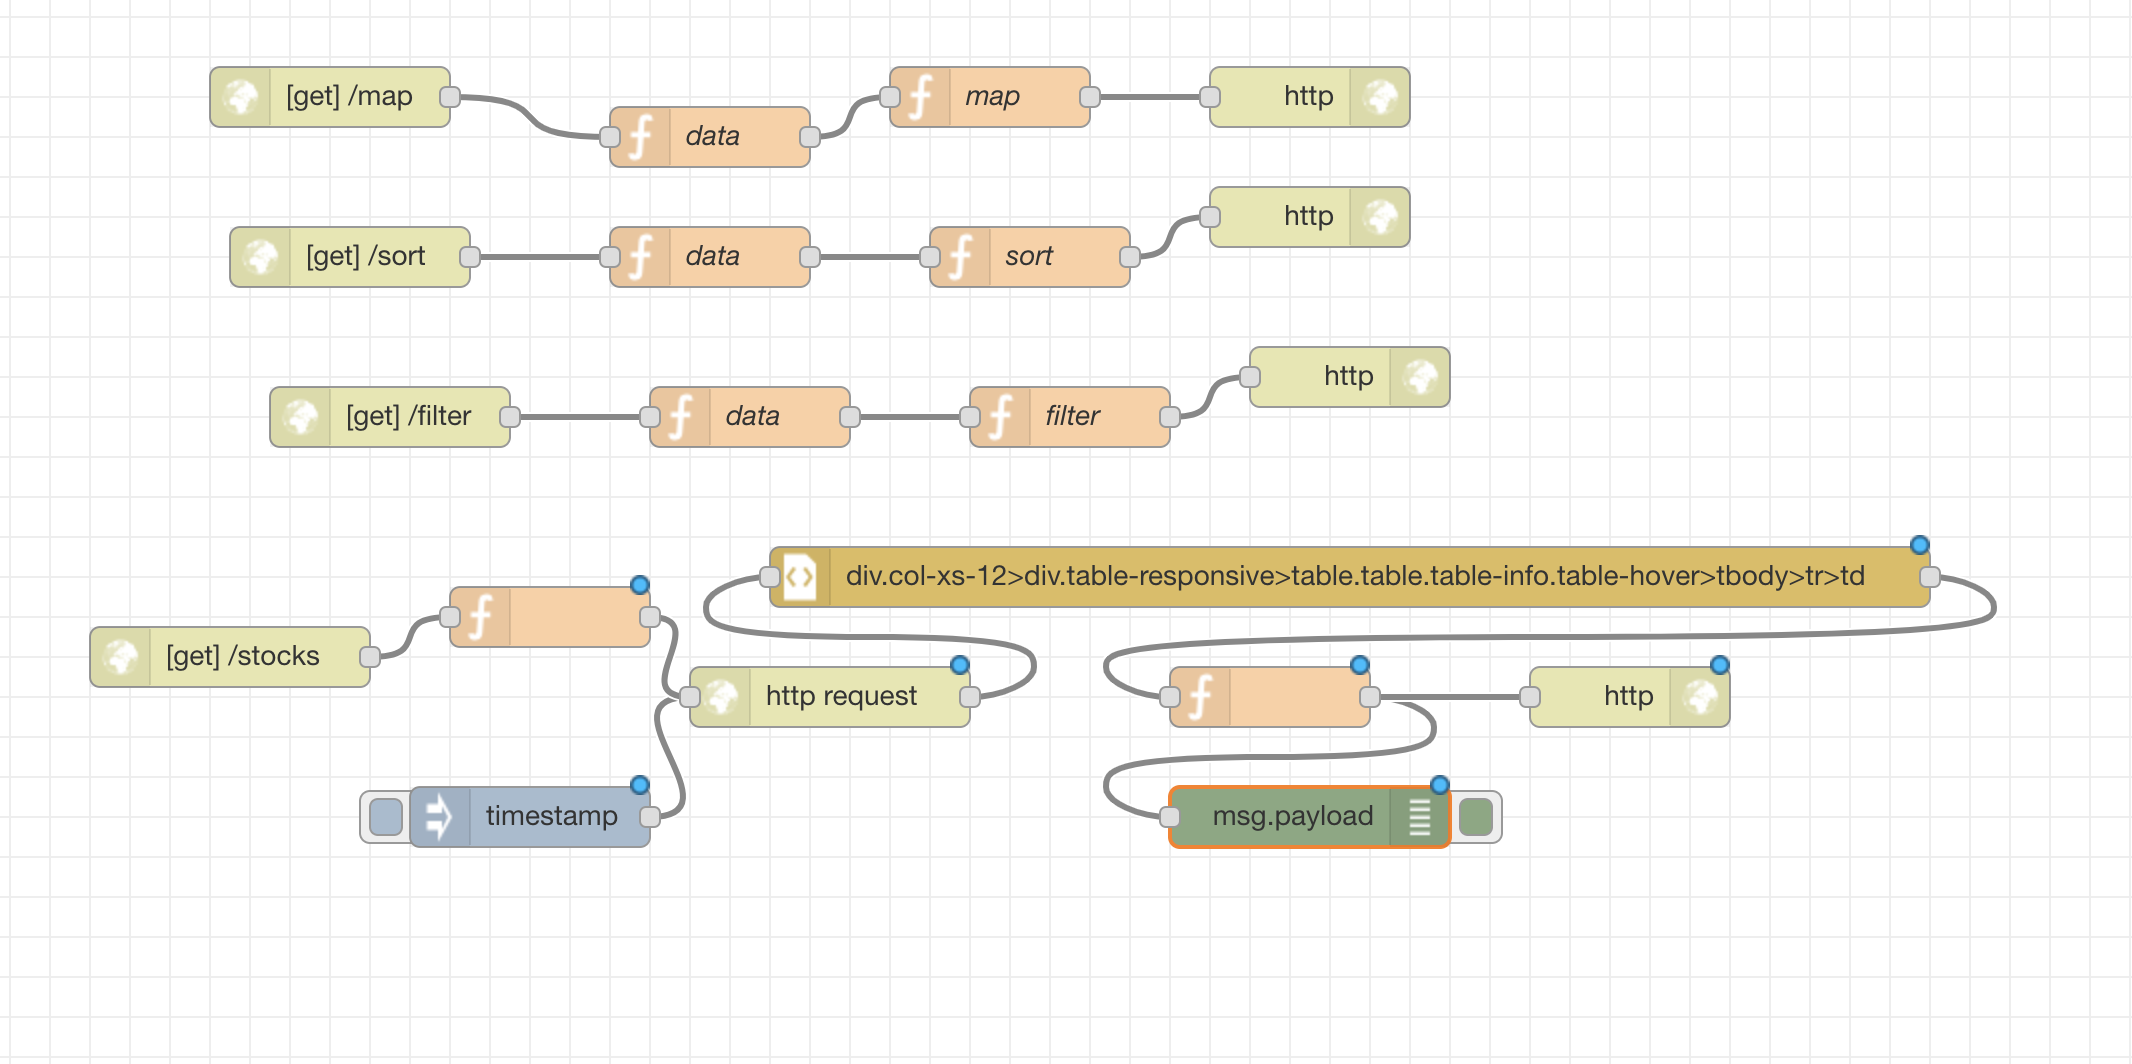 [get] /map
data
map
http
[get] /sort
data
sort
http
[get] /filter
data
filter
http
div.col-xs-12>div.table-responsive>table.table.table-info.table-hover>tbody>tr>td
[get] /stocks
http request
http
timestamp
msg.payload